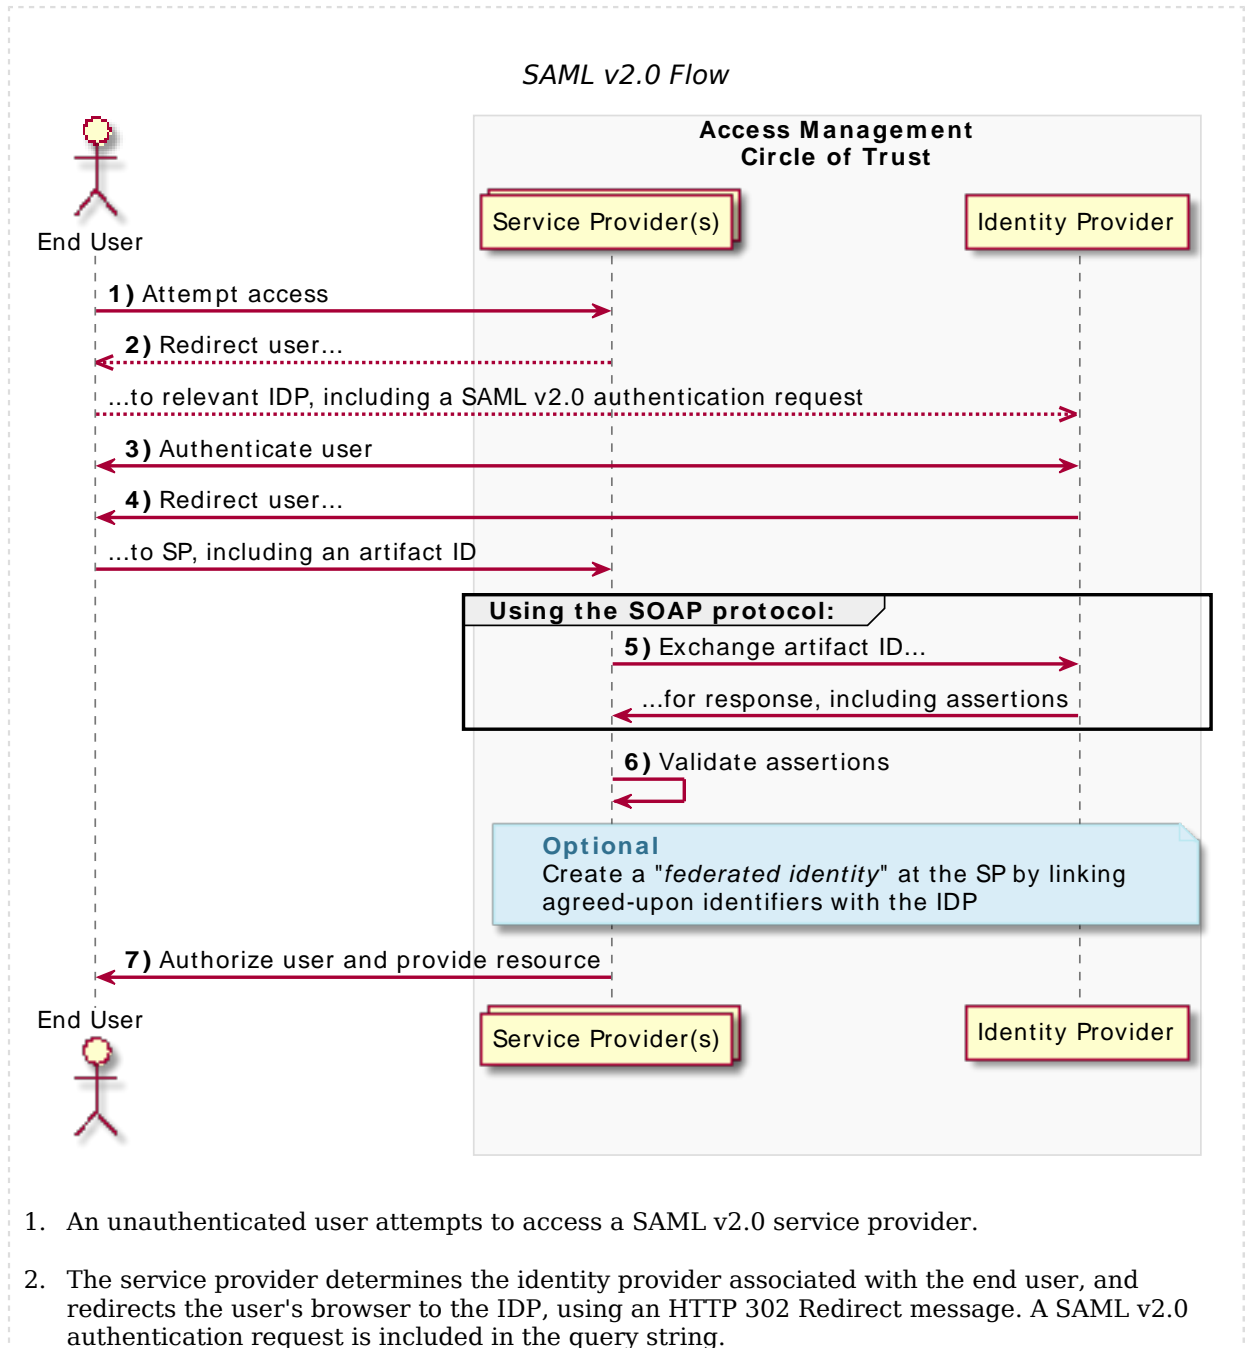 SAML v2.0 Flow
Access Management
Circle of Trust
Service Provider(s)
Identity Provider
End User
1) Attempt access
2) Redirect user...
...to relevant IDP, including a SAML v2.0 authentication request
3) Authenticate user
4) Redirect user...
...to SP, including an artifact ID
Using the SOAP protocol:
5) Exchange artifact ID...
...for response, including assertions
6) Validate assertions
Optional
Create a "federated identity" at the SP by linking
agreed-upon identifiers with the IDP
7) Authorize user and provide resource
End User
Service Provider(s)
Identity Provider
1. An unauthenticated user attempts to access a SAML v2.0 service provider.
2. The service provider determines the identity provider associated with the end user, and
redirects the user's browser to the IDP, using an HTTP 302 Redirect message. A SAML v2.0
authentication request is included in the query string.